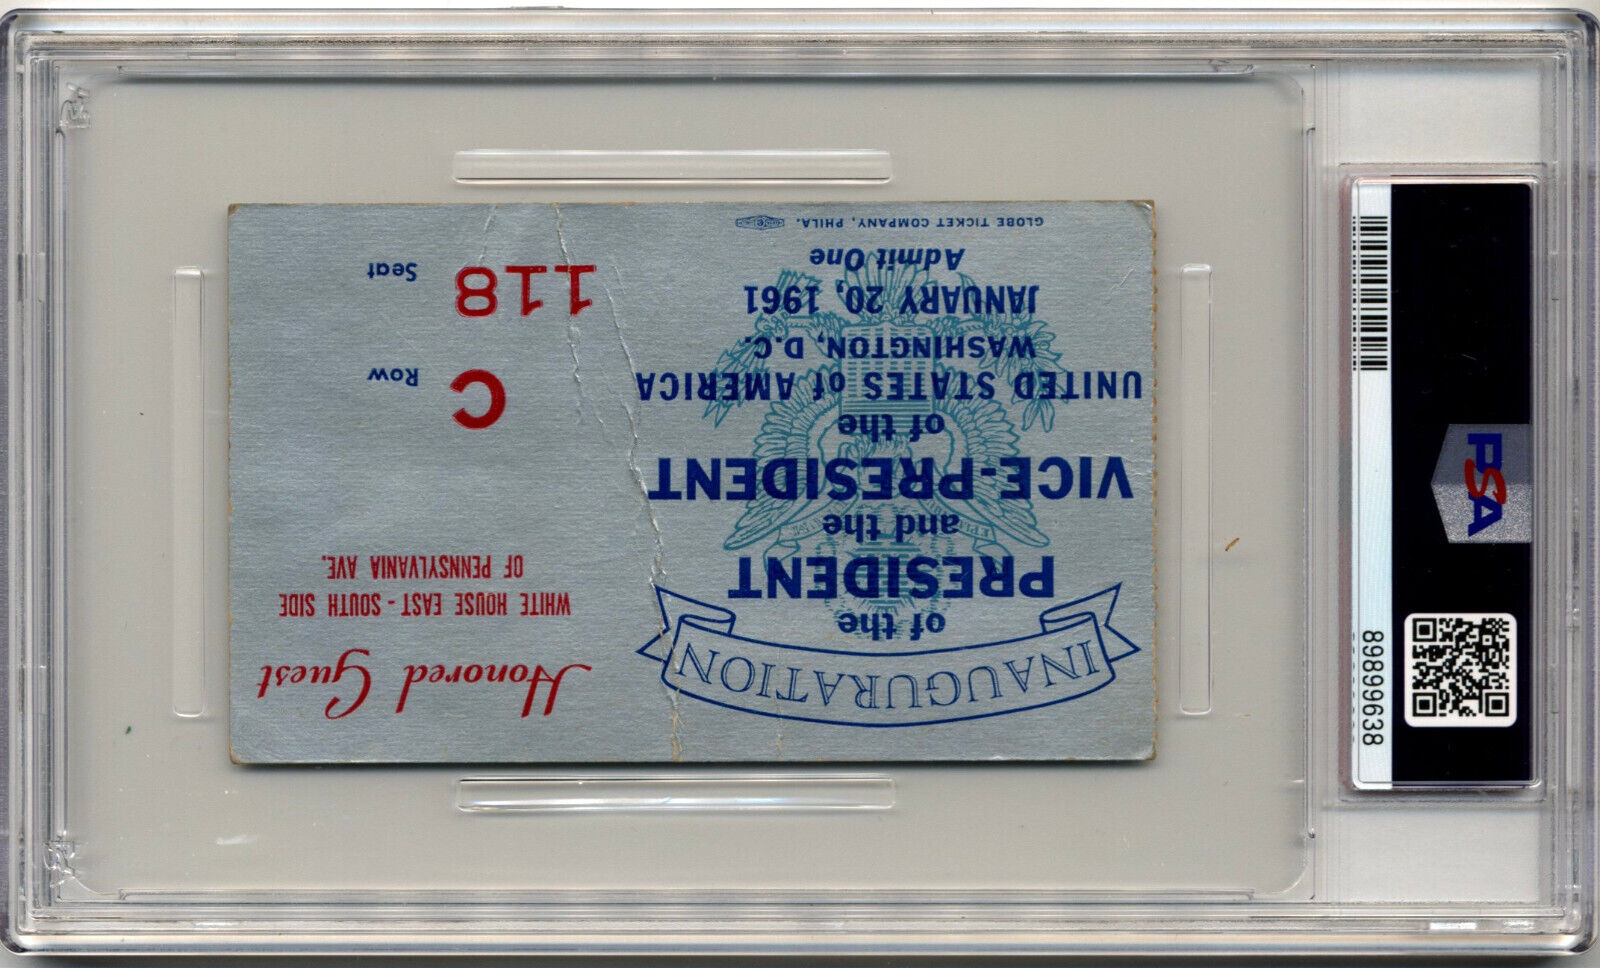 INAUGURATION
of the
PRESIDENT
and the
VICE-PRESIDENT
of the
UNITED STATES of AMERICA
WASHINGTON, D.C.
JANUARY 20, 1961
Admit One
GLOBE TICKET COMPANY, PHILA.
Honored Guest
WHITE HOUSE EAST - SOUTH SIDE
OF PENNSYLVANIA AVE.
Row
C
Seat
118
PSA
89899638